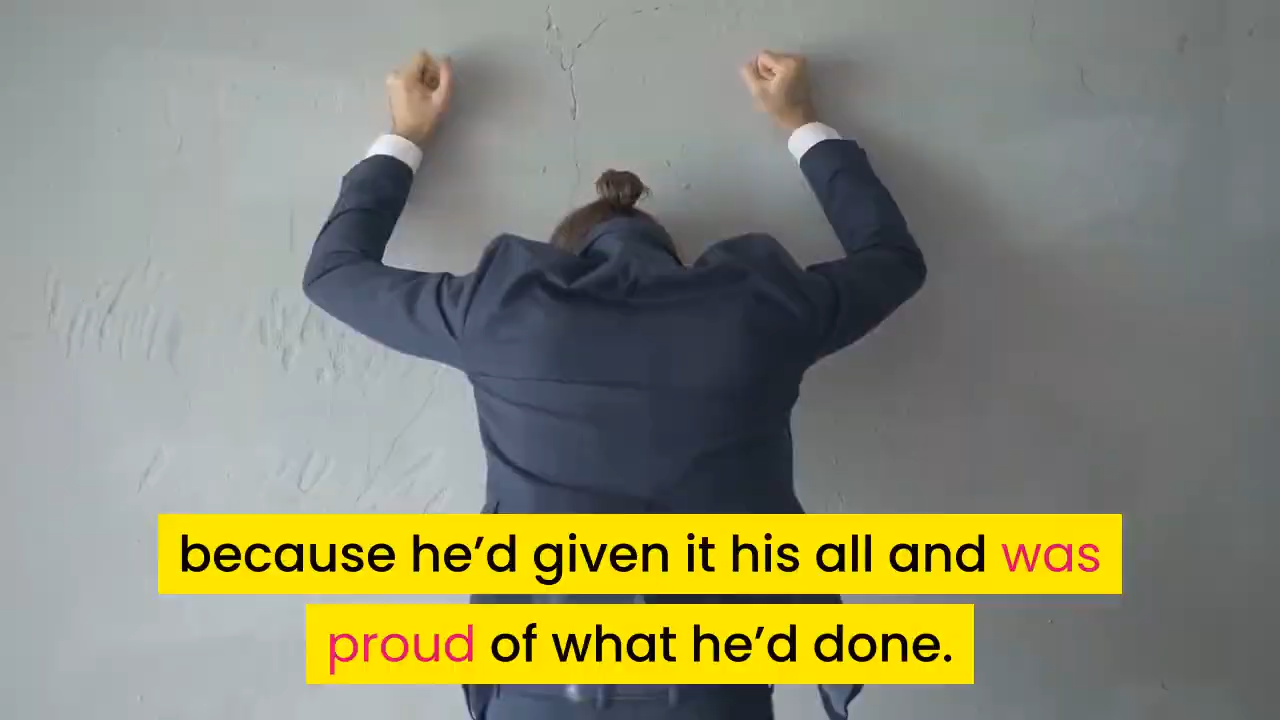 because he’d given it his all and was
proud of what he’d done.